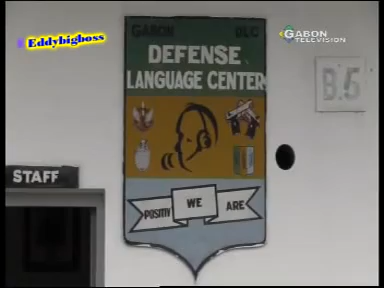 Eddybigboss
GABON
TELEVISION
GABON DLC
DEFENSE
LANGUAGE CENTER
B.5
STAFF
POSITIV WE ARE